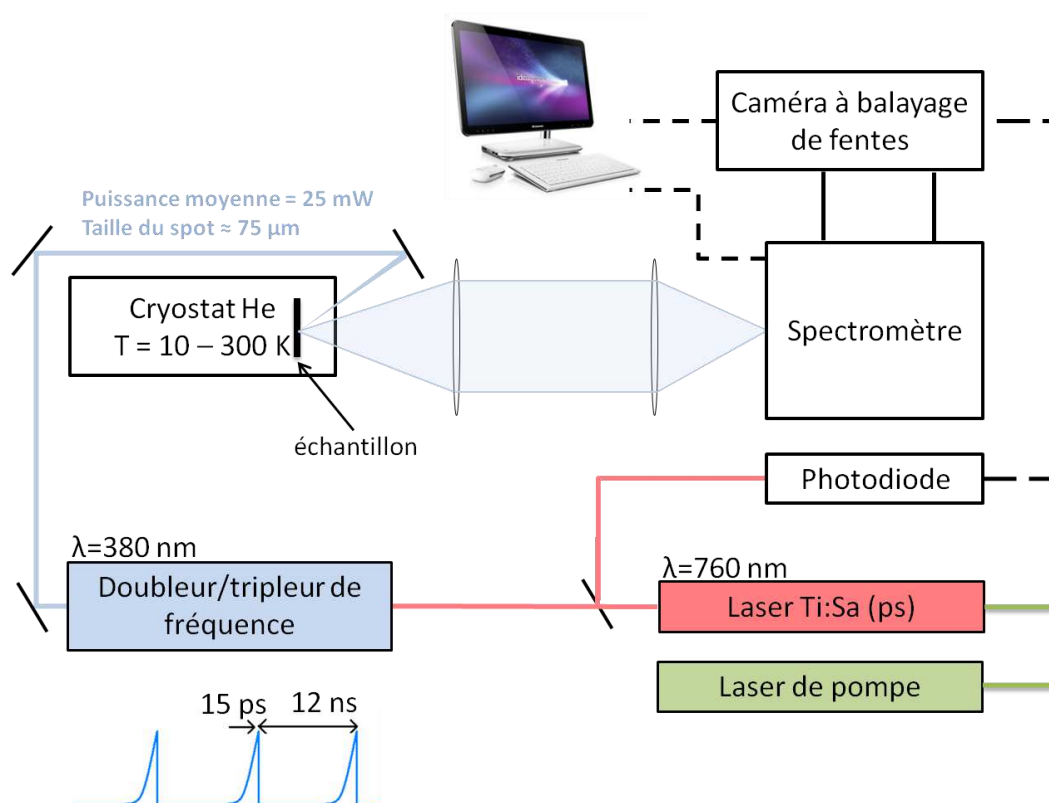 Caméra à balayage
de fentes
Puissance moyenne = 25 mW
Taille du spot ≈ 75 µm
Cryostat He
T = 10 – 300 K
Spectromètre
échantillon
Photodiode
λ=380 nm
Doubleur/tripleur de
fréquence
λ=760 nm
Laser Ti:Sa (ps)
Laser de pompe
15 ps
12 ns